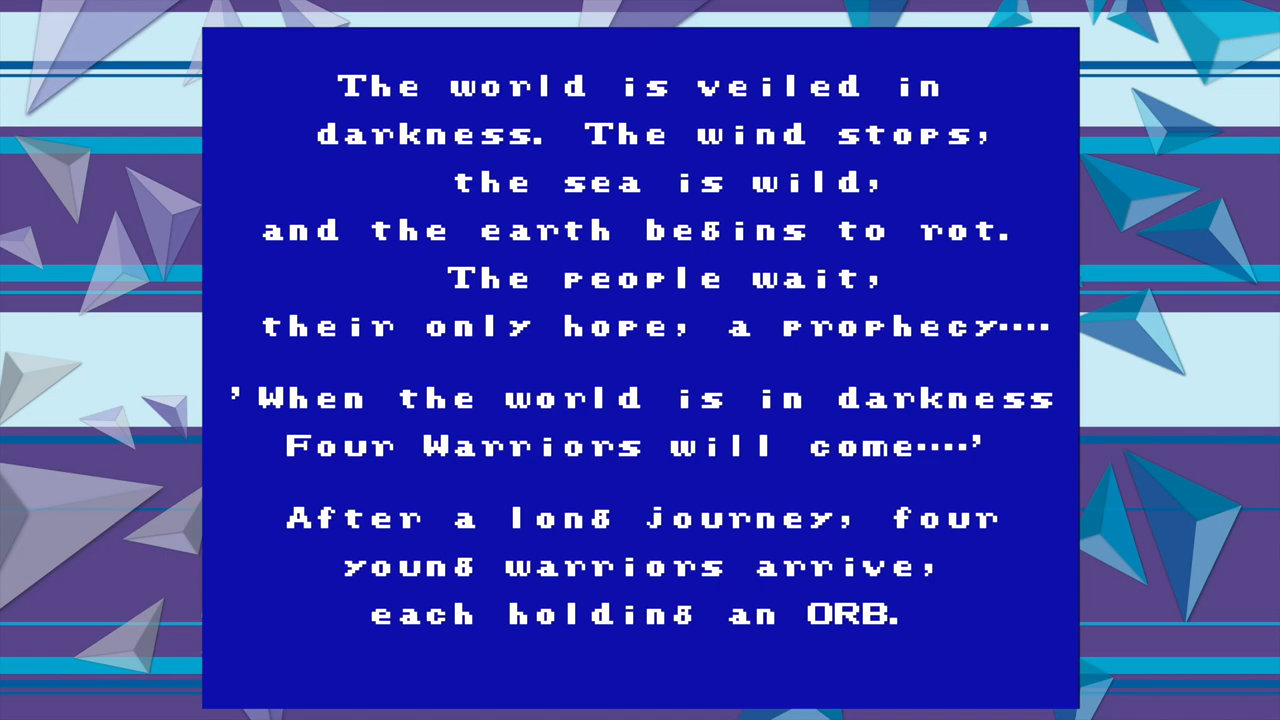 The world is veiled in
darkness. The wind stops,
the sea is wild,
and the earth begins to rot.
The people wait,
their only hope, a prophecy....
'When the world is in darkness
Four Warriors will come....'
After a long journey, four
young warriors arrive,
each holding an ORB.